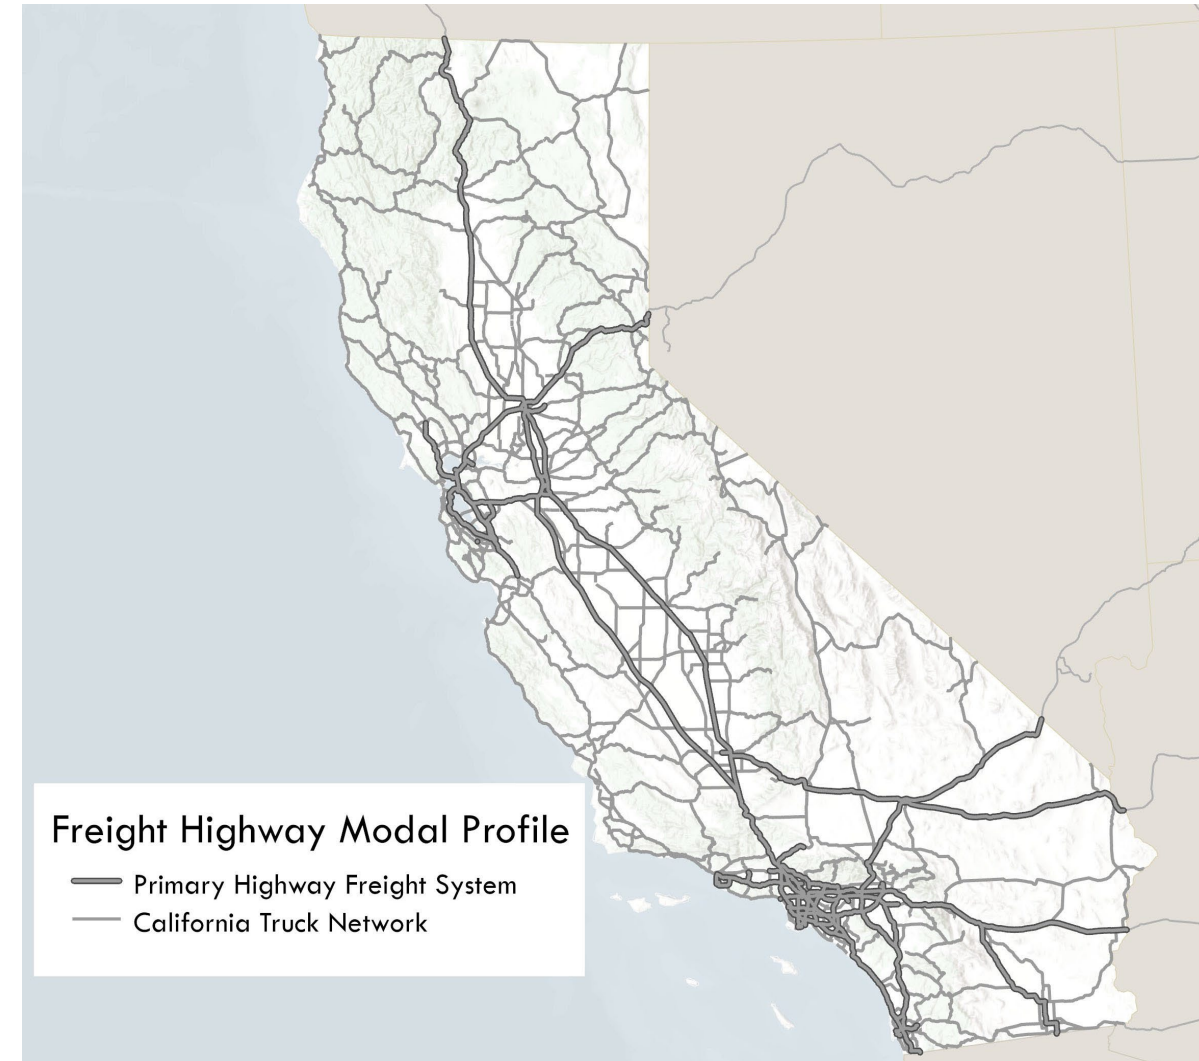 Freight Highway Modal Profile
Primary Highway Freight System
California Truck Network